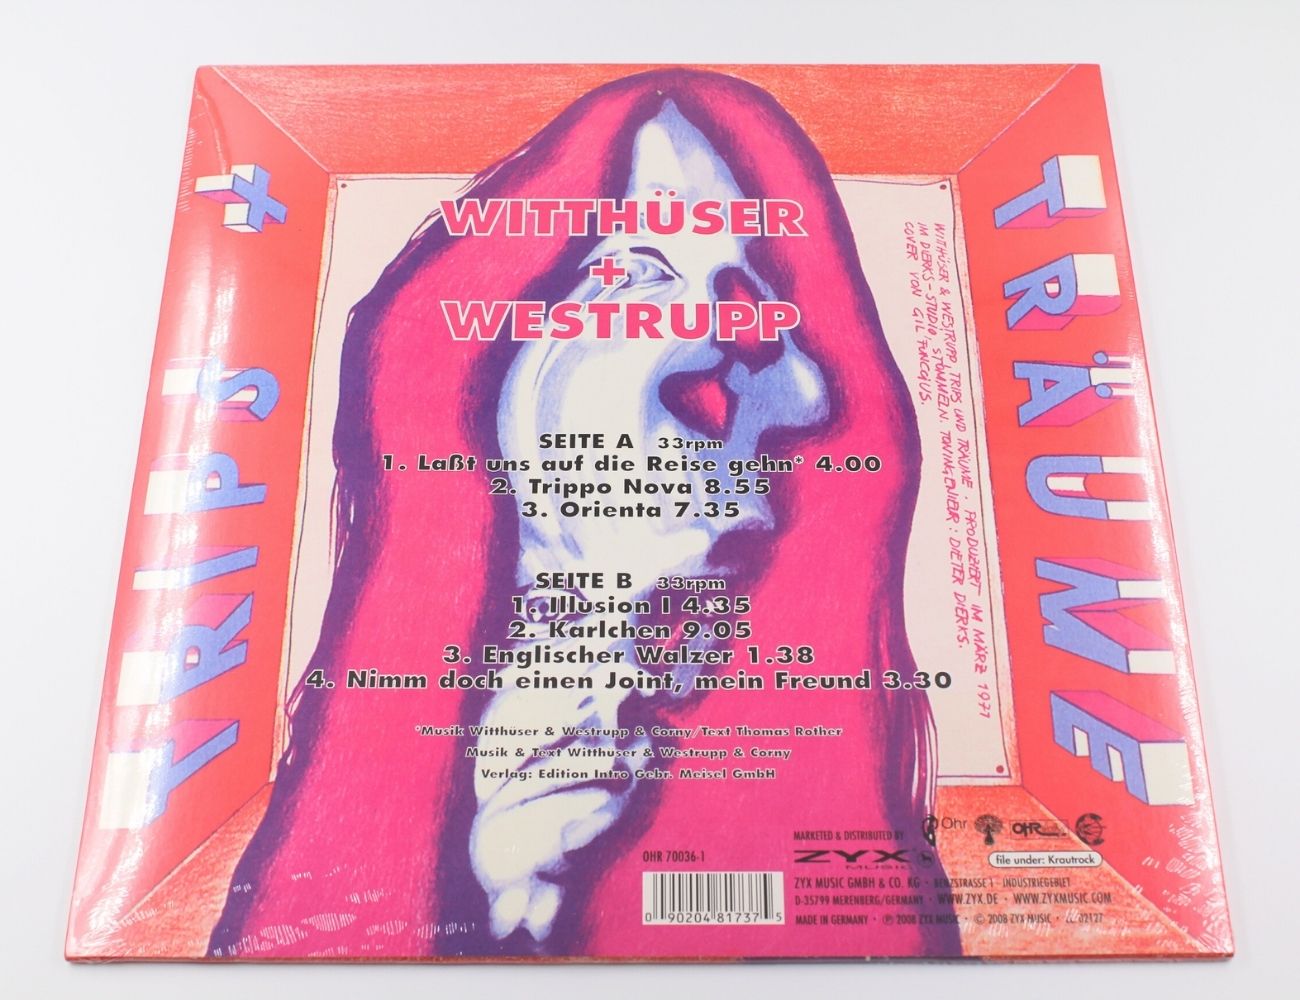 TRIPS +
TRÄUME
WITTHÜSER
+
WESTRUPP
WITTHÜSER & WESTRUPP, TRIPS UND TRÄUME. PRODUZIERT IM MÄRZ 1971
IM DIERKS-STUDIO, STOMMELN. TONINGENIEUR: DIETER DIERKS.
COVER VON GIL FUNCCIUS.
SEITE A 33rpm
1. Laßt uns auf die Reise gehn* 4.00
2. Trippo Nova 8.55
3. Orienta 7.35
SEITE B 33rpm
1. Illusion I 4.35
2. Karlchen 9.05
3. Englischer Walzer 1.38
4. Nimm doch einen Joint, mein Freund 3.30
*Musik Witthüser & Westrupp & Corny/Text Thomas Rother
Musik & Text Witthüser & Westrupp & Corny
Verlag: Edition Intro Gebr. Meisel GmbH
OHR 70036-1
0 90204 81737 5
MARKETED & DISTRIBUTED BY
ZYX
MUSIC
Ohr
OHR
file under: Krautrock
ZYX MUSIC GMBH & CO. KG · BENZSTRASSE 1 · INDUSTRIEGEBIET
D-35799 MERENBERG/GERMANY · WWW.ZYX.DE · WWW.ZYXMUSIC.COM
MADE IN GERMANY · ℗ 2008 ZYX MUSIC · © 2008 ZYX MUSIC · LC 02127